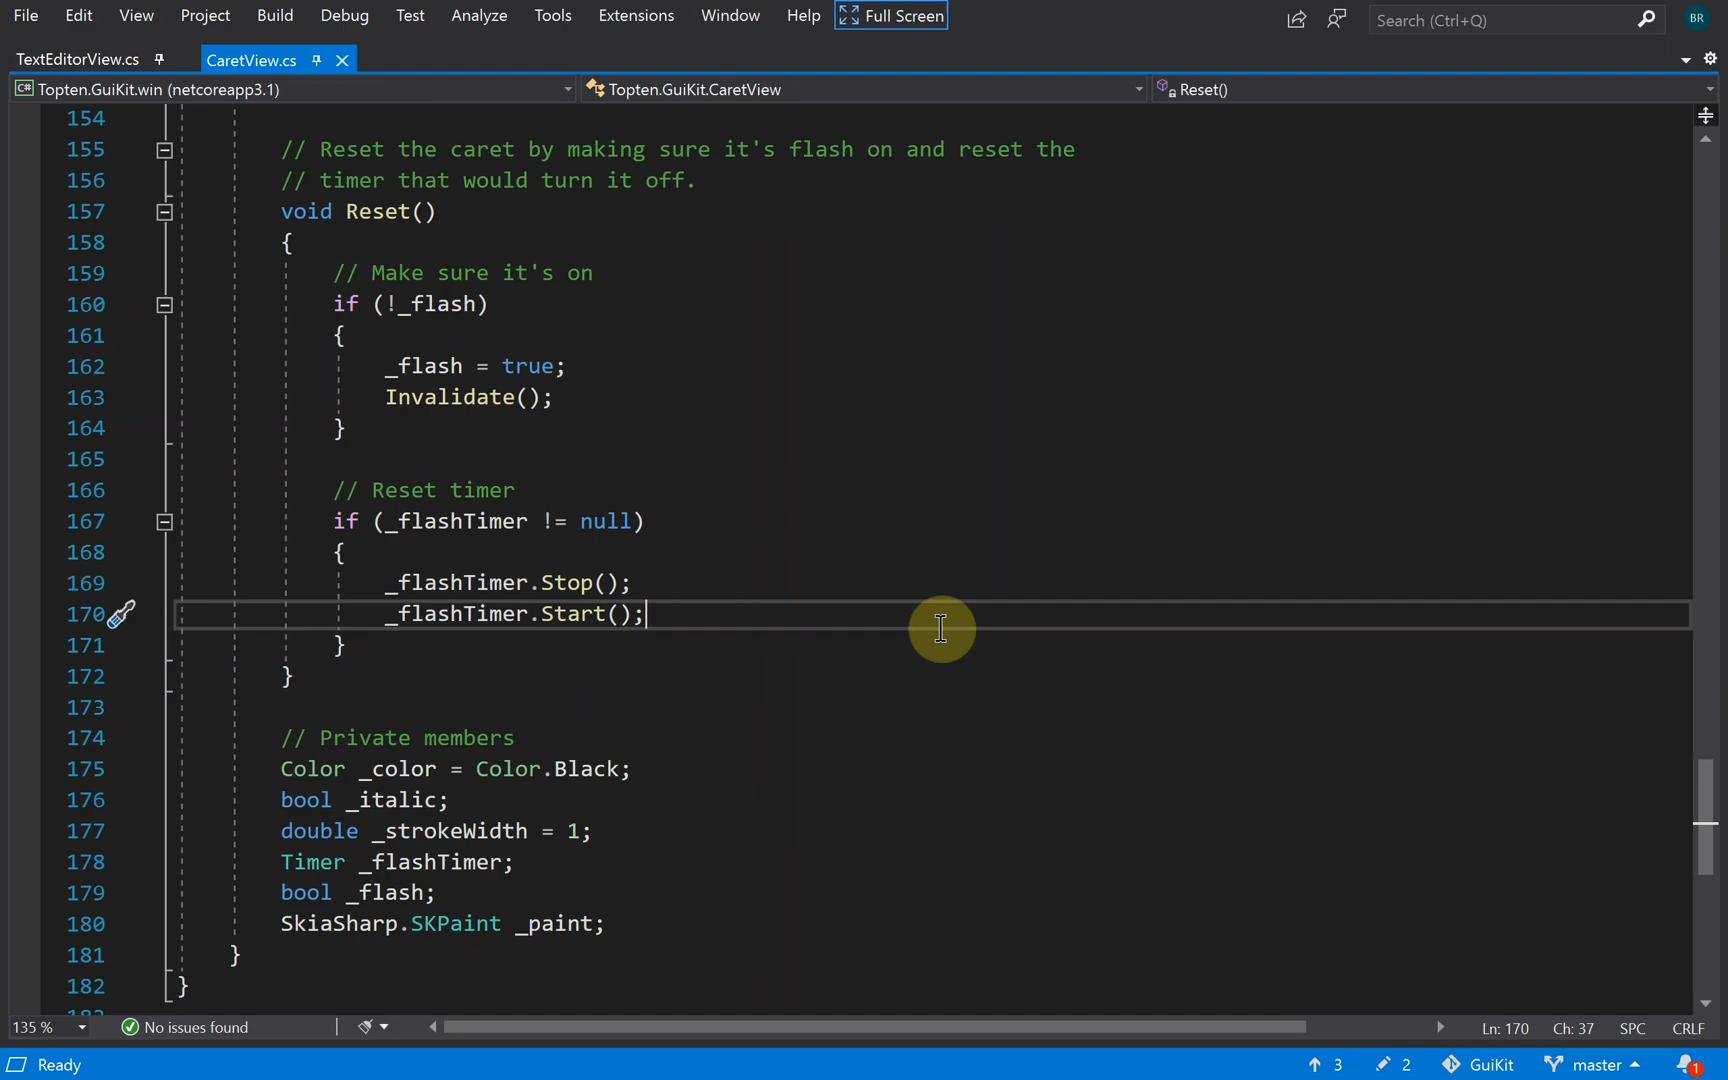 File Edit View Project Build Debug Test Analyze Tools Extensions Window Help Full Screen Search (Ctrl+Q) BR
TextEditorView.cs CaretView.cs
C# Topten.GuiKit.win (netcoreapp3.1) Topten.GuiKit.CaretView Reset()
154
155 // Reset the caret by making sure it's flash on and reset the
156 // timer that would turn it off.
157 void Reset()
158 {
159 // Make sure it's on
160 if (!_flash)
161 {
162 _flash = true;
163 Invalidate();
164 }
165
166 // Reset timer
167 if (_flashTimer != null)
168 {
169 _flashTimer.Stop();
170 _flashTimer.Start();
171 }
172 }
173
174 // Private members
175 Color _color = Color.Black;
176 bool _italic;
177 double _strokeWidth = 1;
178 Timer _flashTimer;
179 bool _flash;
180 SkiaSharp.SKPaint _paint;
181 }
182 }
135 % No issues found Ln: 170 Ch: 37 SPC CRLF
Ready 3 2 GuiKit master 1